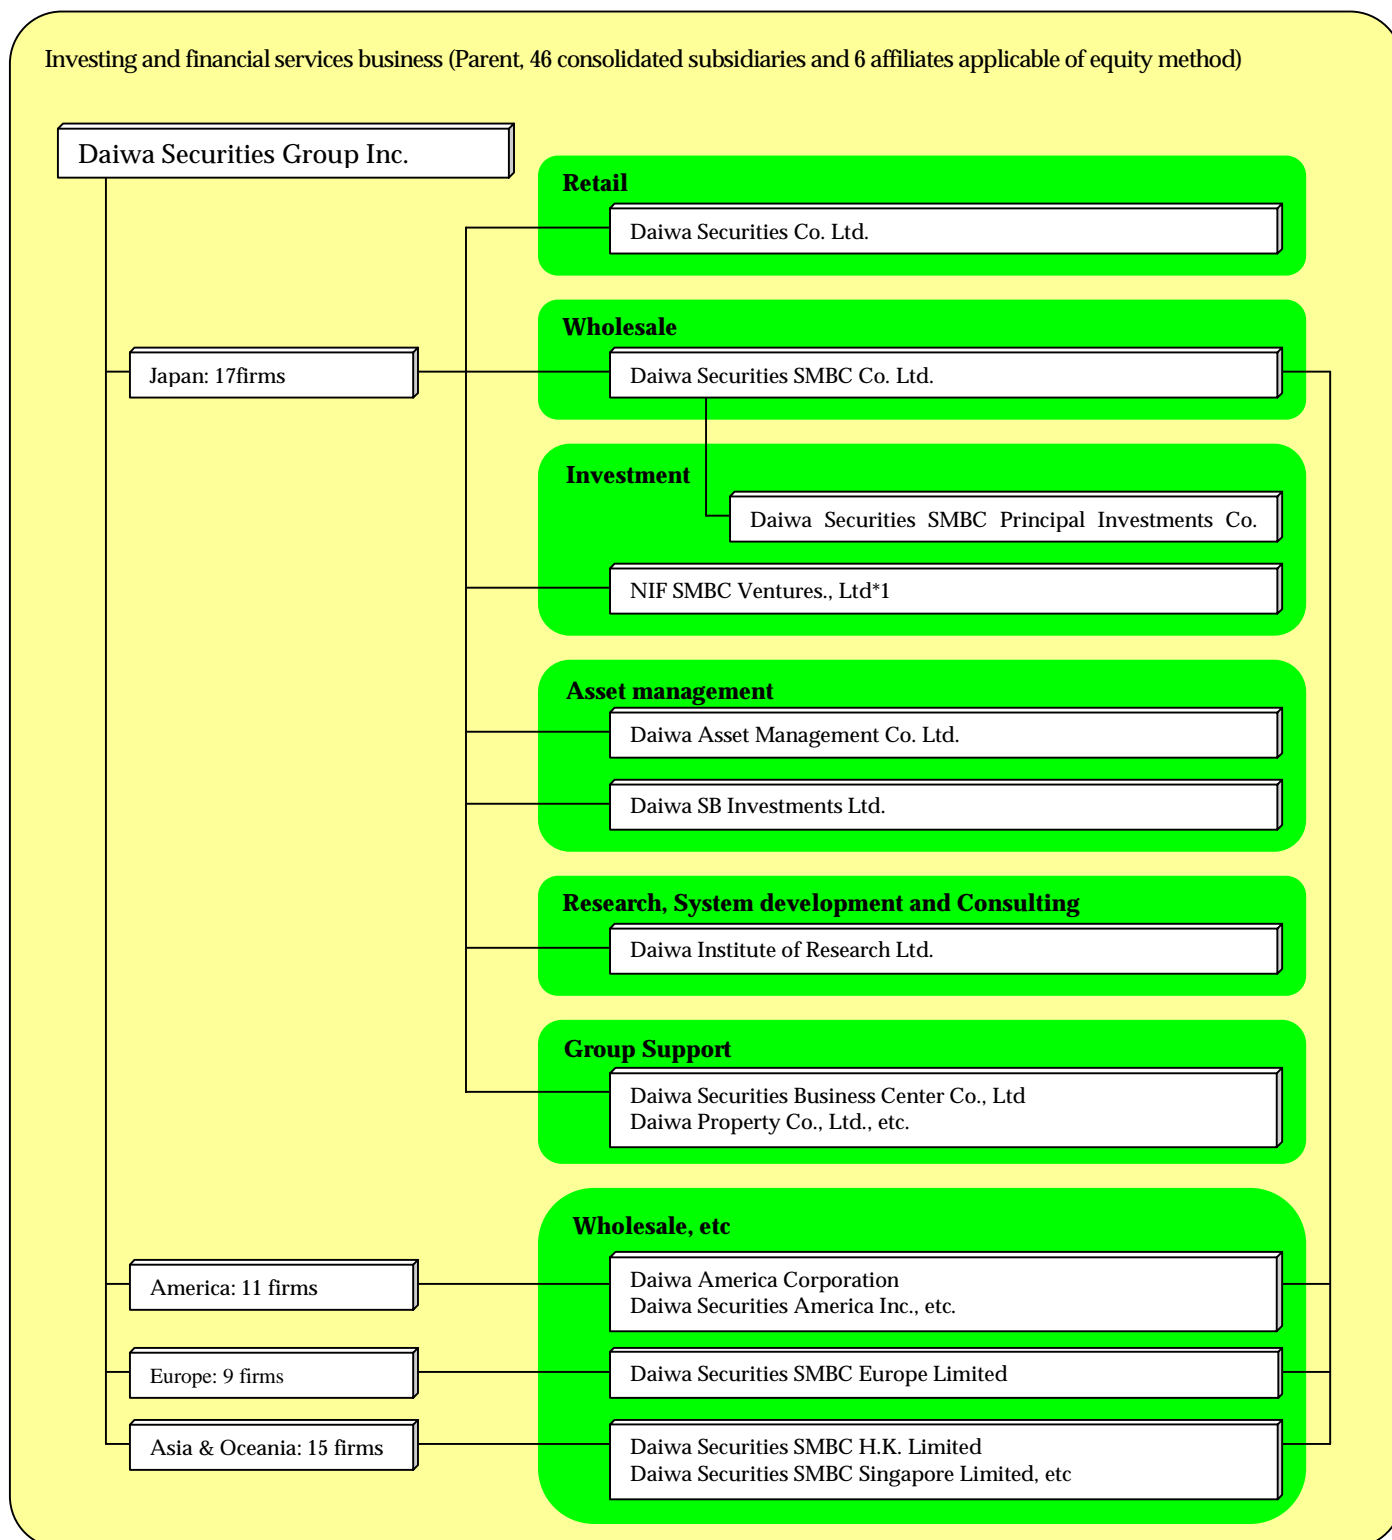 Investing and financial services business (Parent, 46 consolidated subsidiaries and 6 affiliates applicable of equity method)
Daiwa Securities Group Inc.
Retail
Daiwa Securities Co. Ltd.
Wholesale
Japan: 17firms
Daiwa Securities SMBC Co. Ltd.
Investment
Daiwa Securities SMBC Principal Investments Co.
NIF SMBC Ventures., Ltd*1
Asset management
Daiwa Asset Management Co. Ltd.
Daiwa SB Investments Ltd.
Research, System development and Consulting
Daiwa Institute of Research Ltd.
Group Support
Daiwa Securities Business Center Co., Ltd
Daiwa Property Co., Ltd., etc.
Wholesale, etc
America: 11 firms
Daiwa America Corporation
Daiwa Securities America Inc., etc.
Europe: 9 firms
Daiwa Securities SMBC Europe Limited
Asia & Oceania: 15 firms
Daiwa Securities SMBC H.K. Limited
Daiwa Securities SMBC Singapore Limited, etc